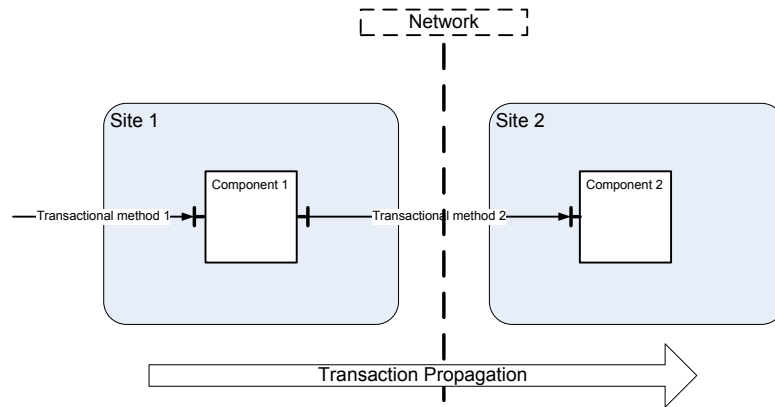 Network
Site 1
Site 2
Component 1
Component 2
Transactional method 1
Transactional method 2
Transaction Propagation